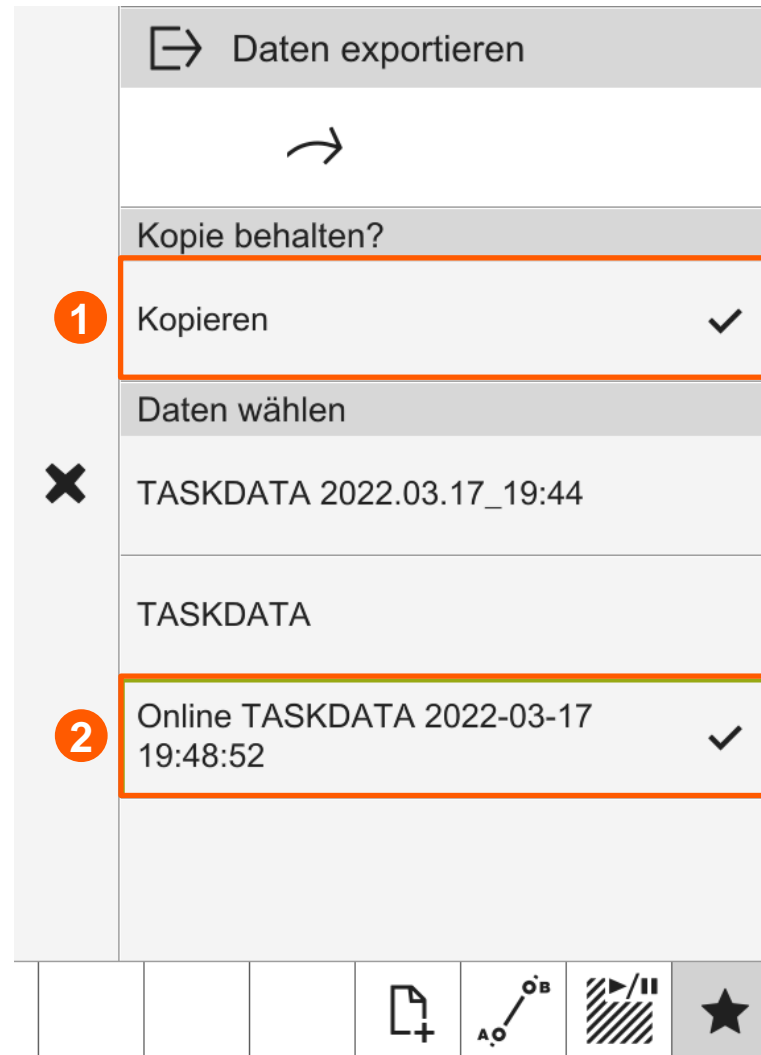 Daten exportieren
Kopie behalten?
1
Kopieren
Daten wählen
TASKDATA 2022.03.17_19:44
TASKDATA
2
Online TASKDATA 2022-03-17
19:48:52
A
B